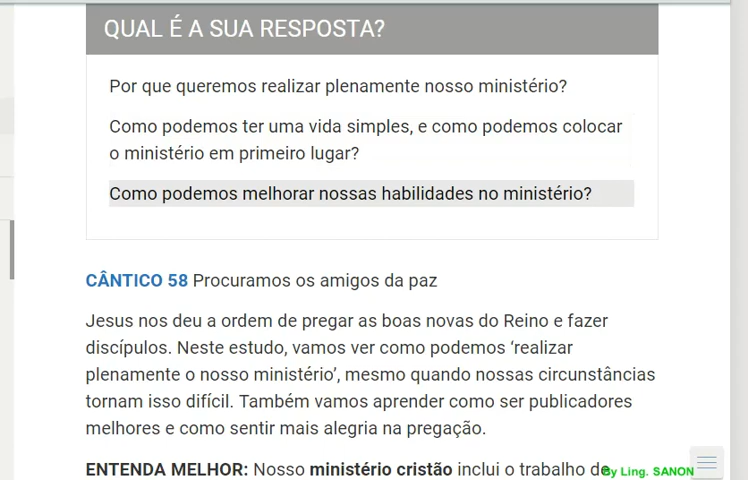 QUAL É A SUA RESPOSTA?
Por que queremos realizar plenamente nosso ministério?
Como podemos ter uma vida simples, e como podemos colocar
o ministério em primeiro lugar?
Como podemos melhorar nossas habilidades no ministério?
CÂNTICO 58 Procuramos os amigos da paz
Jesus nos deu a ordem de pregar as boas novas do Reino e fazer
discípulos. Neste estudo, vamos ver como podemos ‘realizar
plenamente o nosso ministério’, mesmo quando nossas circunstâncias
tornam isso difícil. Também vamos aprender como ser publicadores
melhores e como sentir mais alegria na pregação.
ENTENDA MELHOR: Nosso ministério cristão inclui o trabalho de
By Ling. SANON